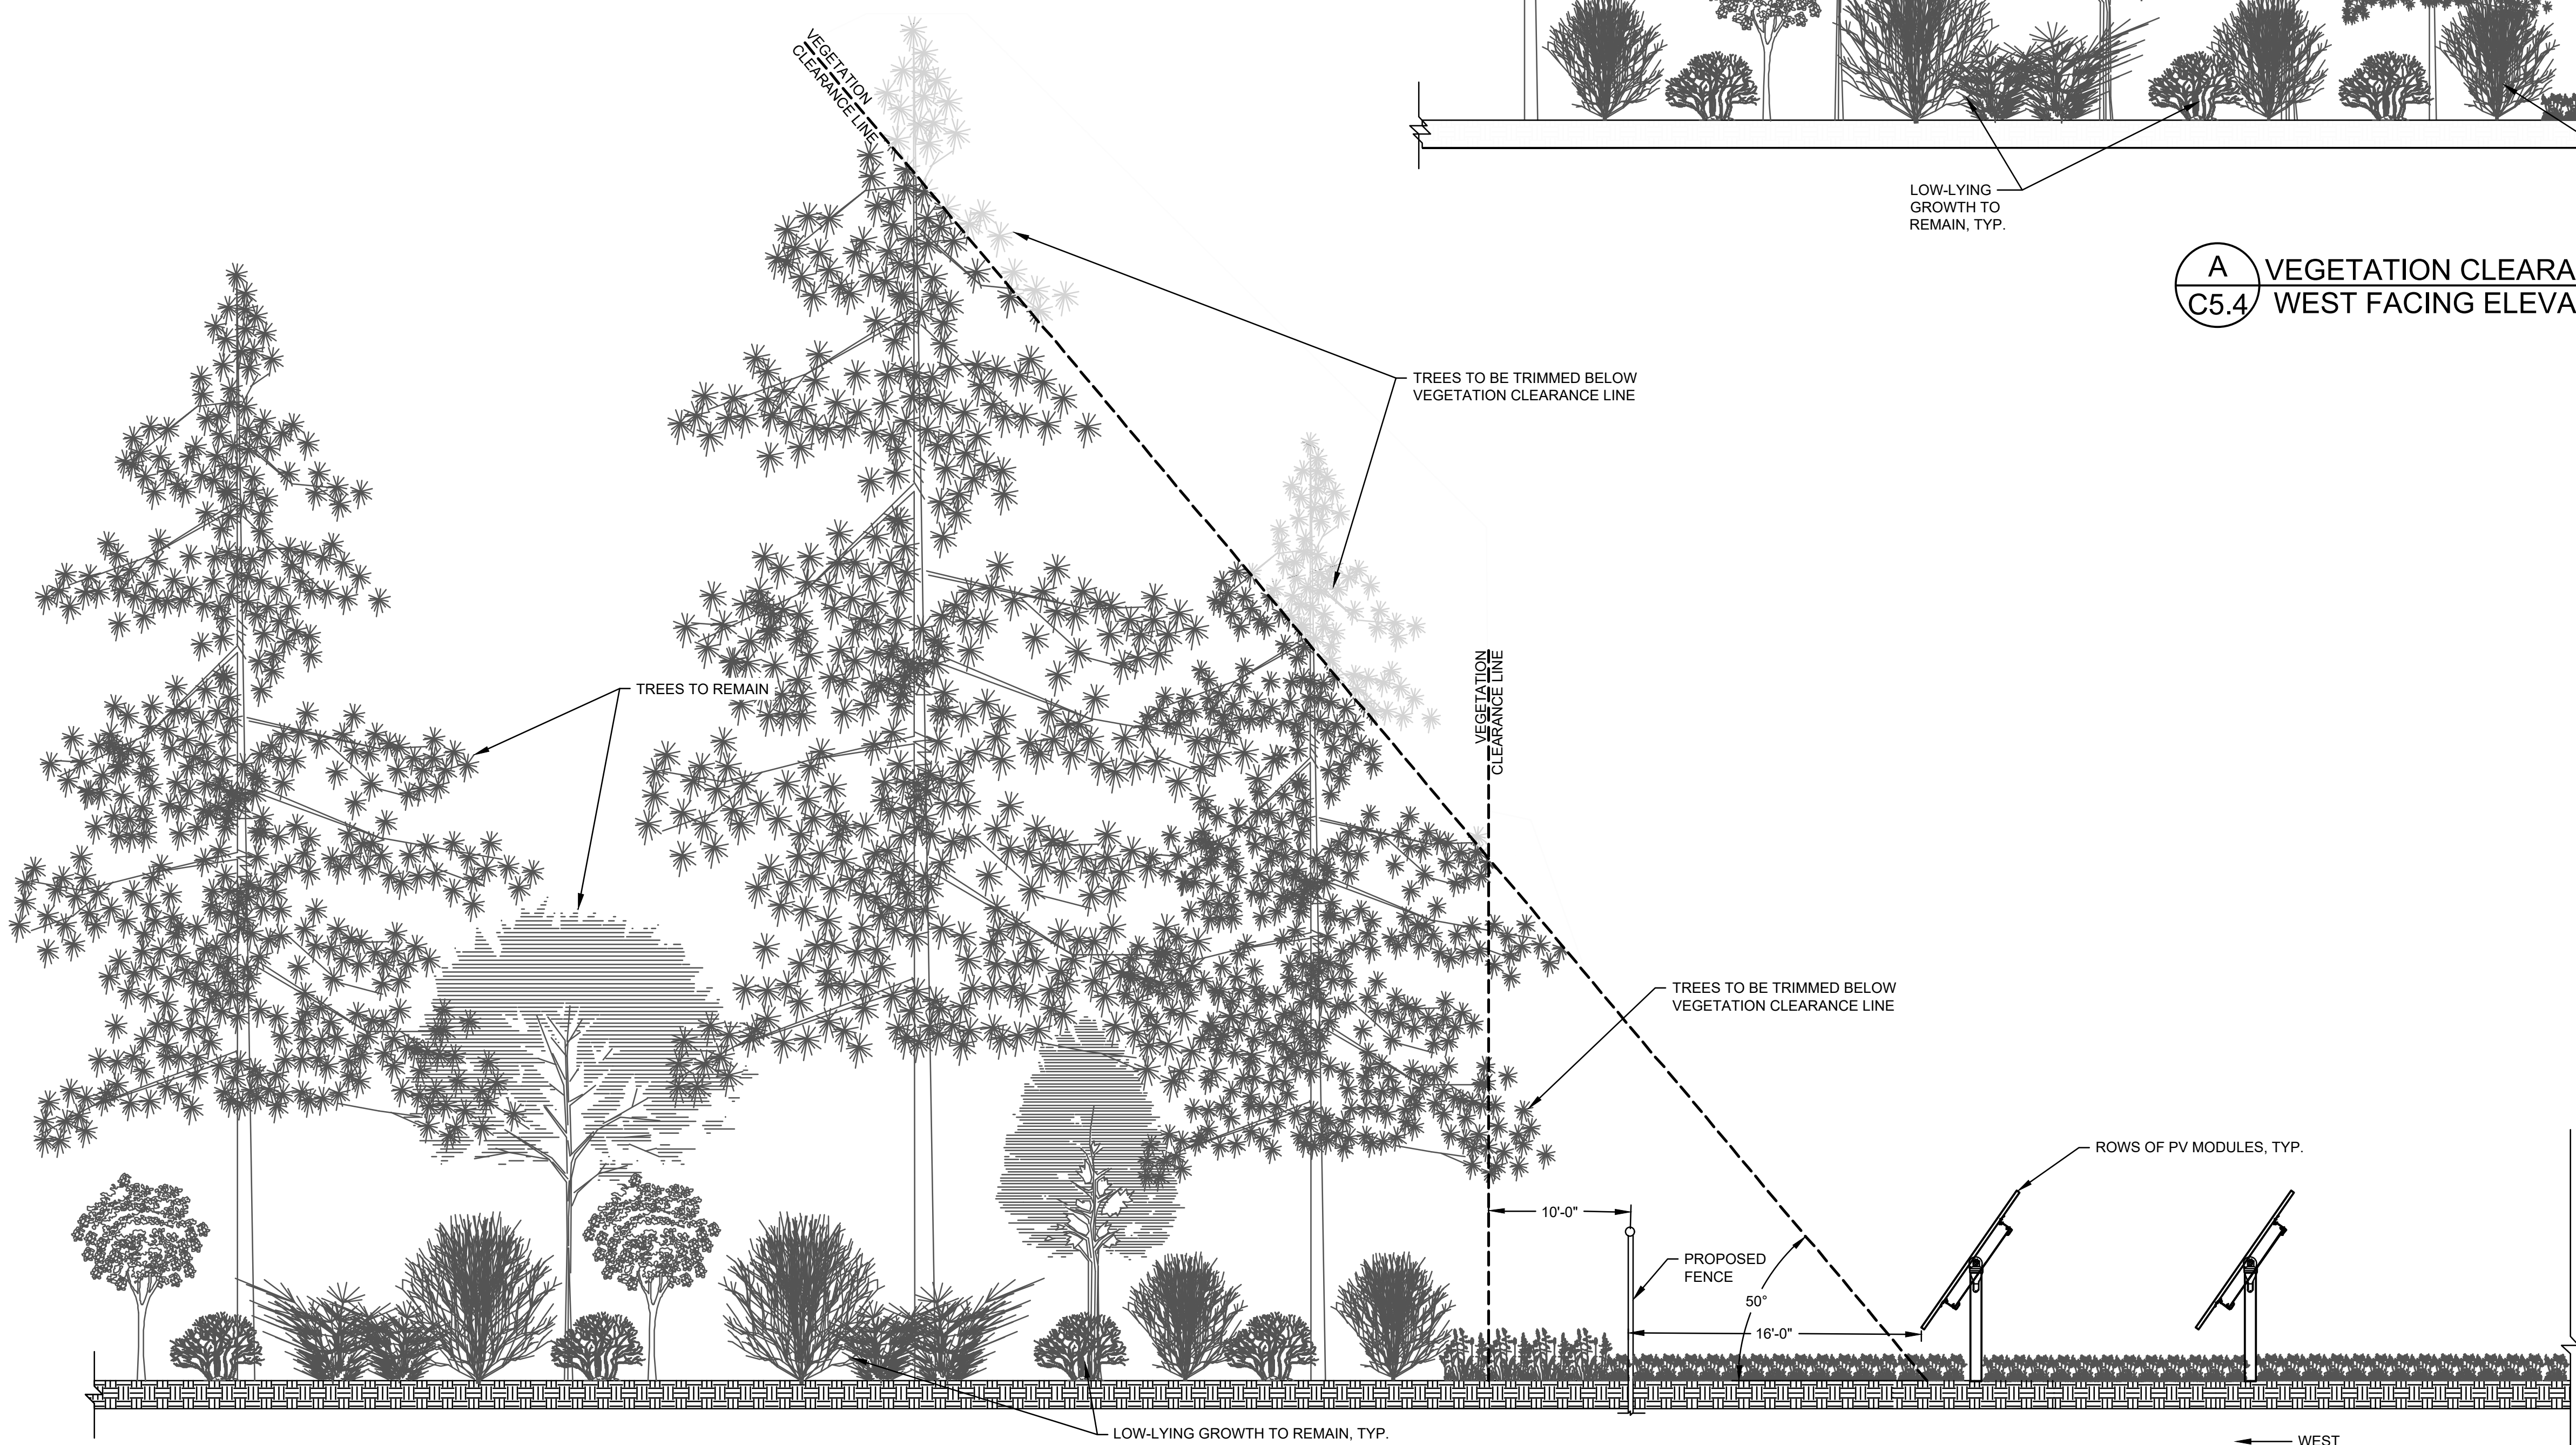 VEGETATION
CLEARANCE LINE
LOW-LYING
GROWTH TO
REMAIN, TYP.
A
C5.4
VEGETATION CLEARA
WEST FACING ELEVA
TREES TO BE TRIMMED BELOW
VEGETATION CLEARANCE LINE
TREES TO REMAIN
VEGETATION
CLEARANCE LINE
TREES TO BE TRIMMED BELOW
VEGETATION CLEARANCE LINE
ROWS OF PV MODULES, TYP.
10'-0"
PROPOSED
FENCE
50°
16'-0"
LOW-LYING GROWTH TO REMAIN, TYP.
WEST